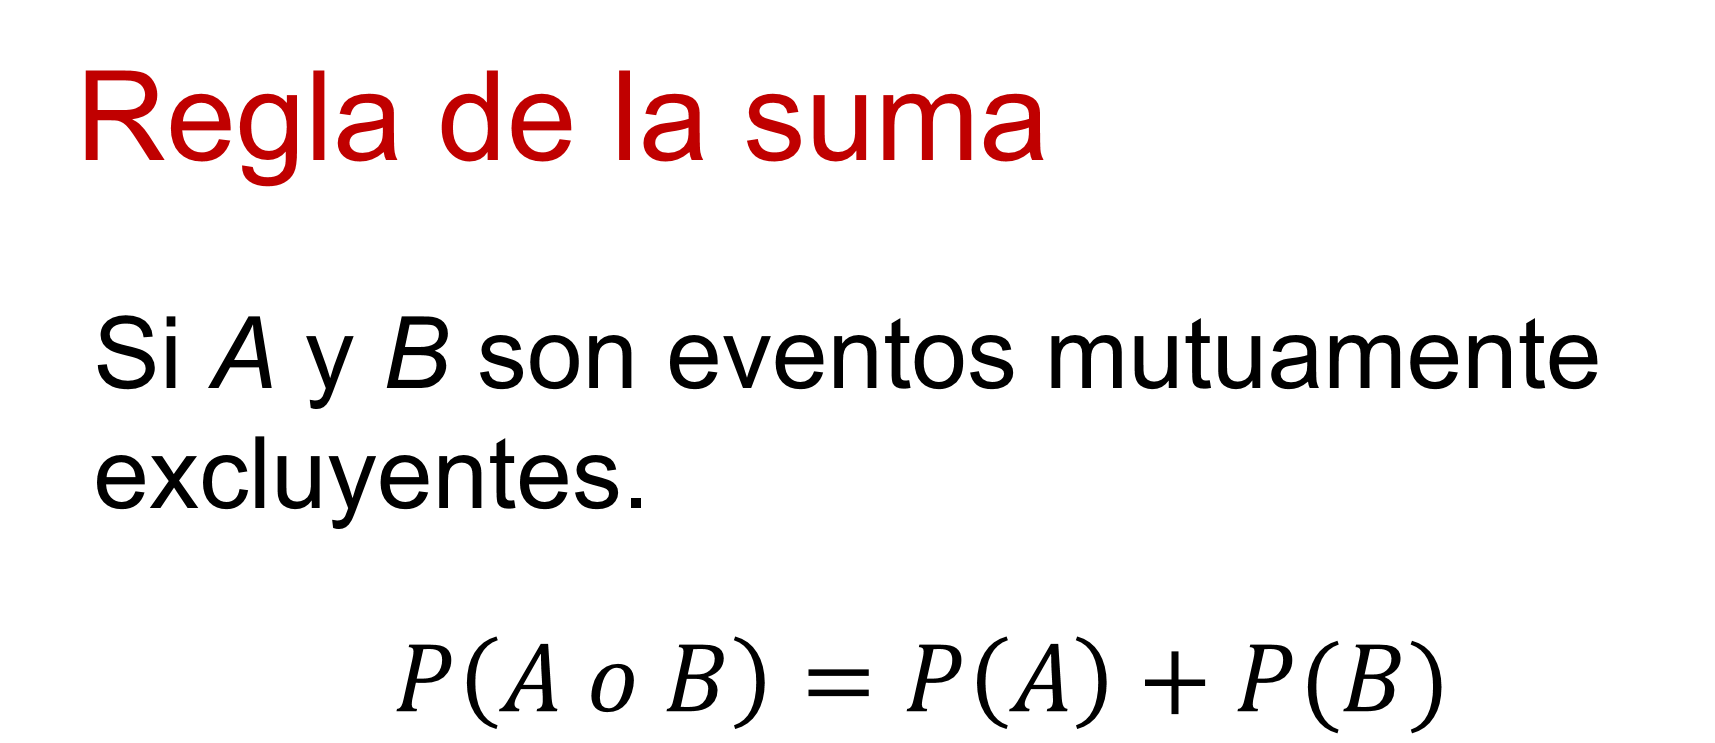 Regla de la suma
Si A y B son eventos mutuamente
excluyentes.
P(A o B) = P(A) + P(B)